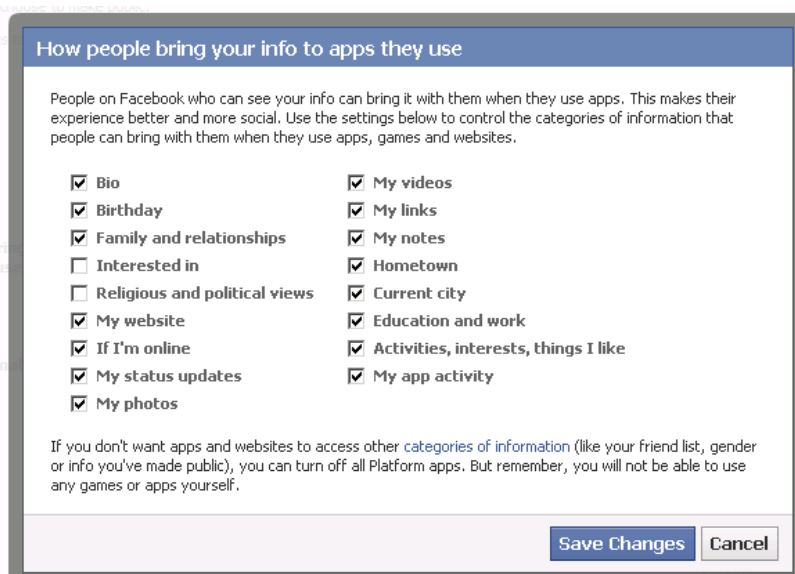 How people bring your info to apps they use
People on Facebook who can see your info can bring it with them when they use apps. This makes their
experience better and more social. Use the settings below to control the categories of information that
people can bring with them when they use apps, games and websites.
Bio
Birthday
Family and relationships
Interested in
Religious and political views
My website
If I'm online
My status updates
My photos
My videos
My links
My notes
Hometown
Current city
Education and work
Activities, interests, things I like
My app activity
If you don't want apps and websites to access other categories of information (like your friend list, gender
or info you've made public), you can turn off all Platform apps. But remember, you will not be able to use
any games or apps yourself.
Save Changes
Cancel